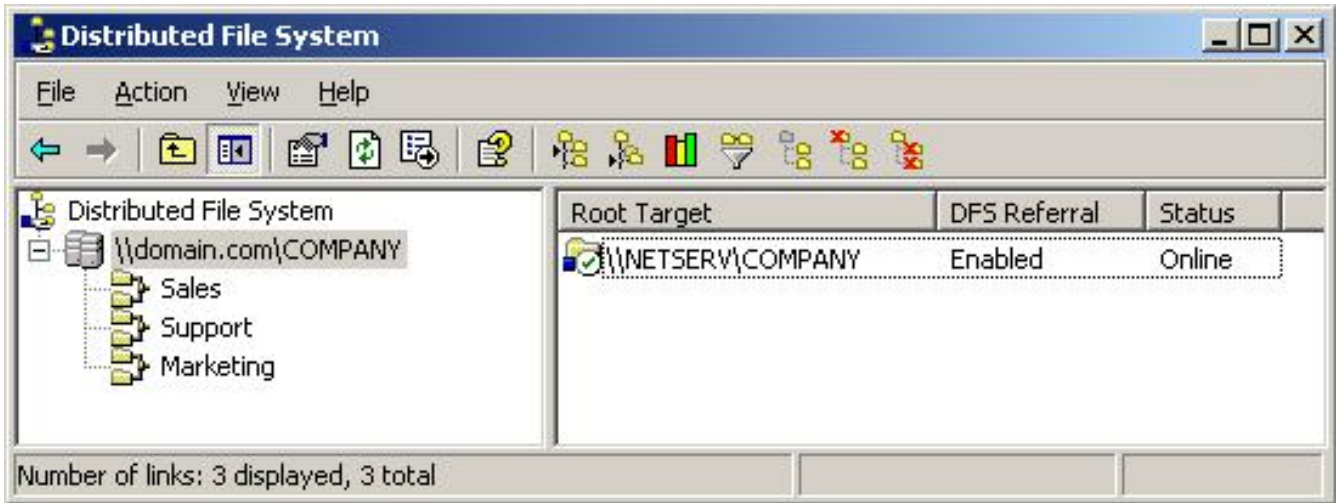 Distributed File System
File Action View Help
Distributed File System
\\domain.com\COMPANY
Sales
Support
Marketing
Root Target DFS Referral Status
\\NETSERV\COMPANY Enabled Online
Number of links: 3 displayed, 3 total